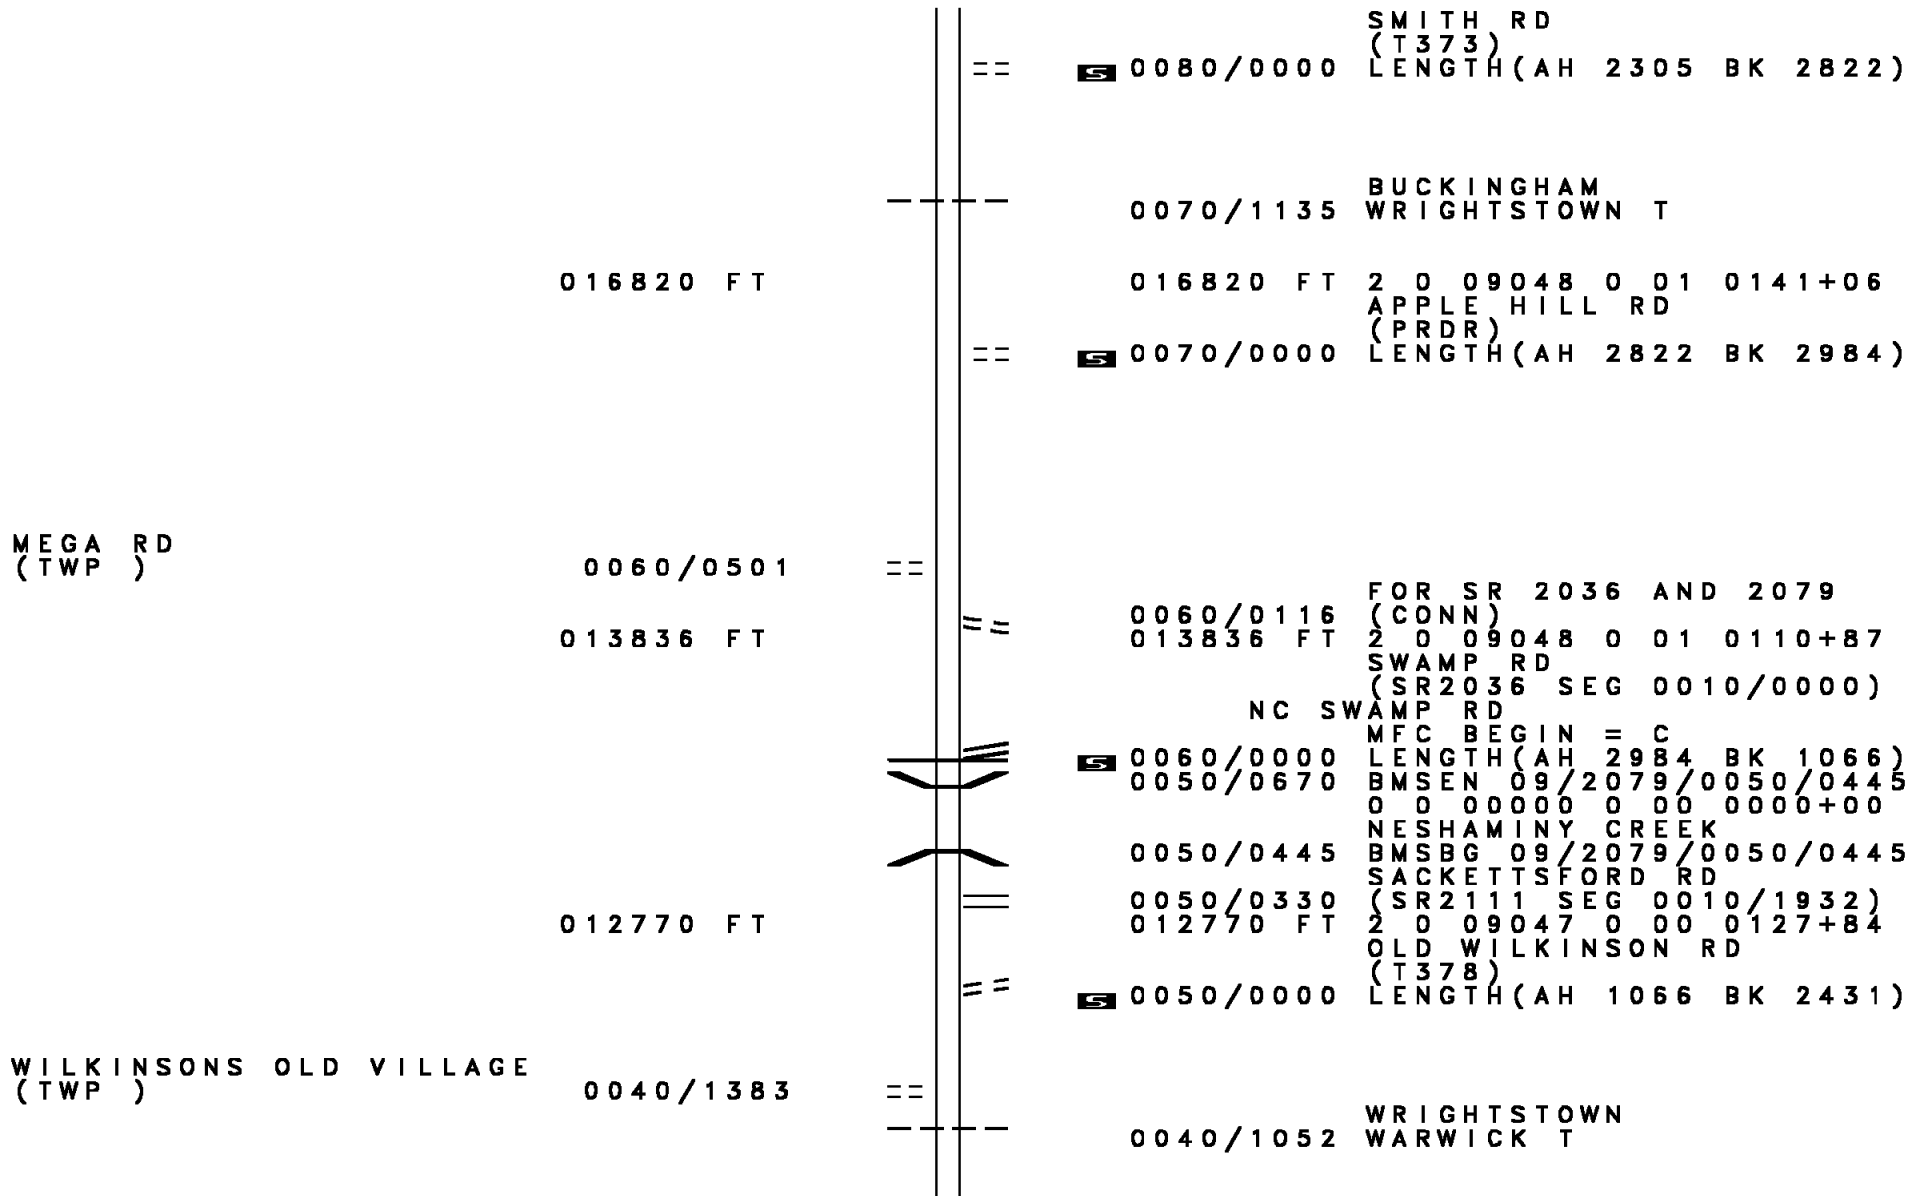 SMITH RD
(T373)
S 0080/0000 LENGTH(AH 2305 BK 2822)
BUCKINGHAM
0070/1135 WRIGHTSTOWN T
016820 FT 016820 FT 2 0 09048 0 01 0141+06
APPLE HILL RD
(PRDR)
S 0070/0000 LENGTH(AH 2822 BK 2984)
MEGA RD
(TWP ) 0060/0501
FOR SR 2036 AND 2079
0060/0116 (CONN)
013836 FT 013836 FT 2 0 09048 0 01 0110+87
SWAMP RD
(SR2036 SEG 0010/0000)
NC SWAMP RD
MFC BEGIN = C
S 0060/0000 LENGTH(AH 2984 BK 1066)
0050/0670 BMSEN 09/2079/0050/0445
0 0 00000 0 00 0000+00
NESHAMINY CREEK
0050/0445 BMSBG 09/2079/0050/0445
SACKETTSFORD RD
0050/0330 (SR2111 SEG 0010/1932)
012770 FT 012770 FT 2 0 09047 0 00 0127+84
OLD WILKINSON RD
(T378)
S 0050/0000 LENGTH(AH 1066 BK 2431)
WILKINSONS OLD VILLAGE
(TWP ) 0040/1383
WRIGHTSTOWN
0040/1052 WARWICK T